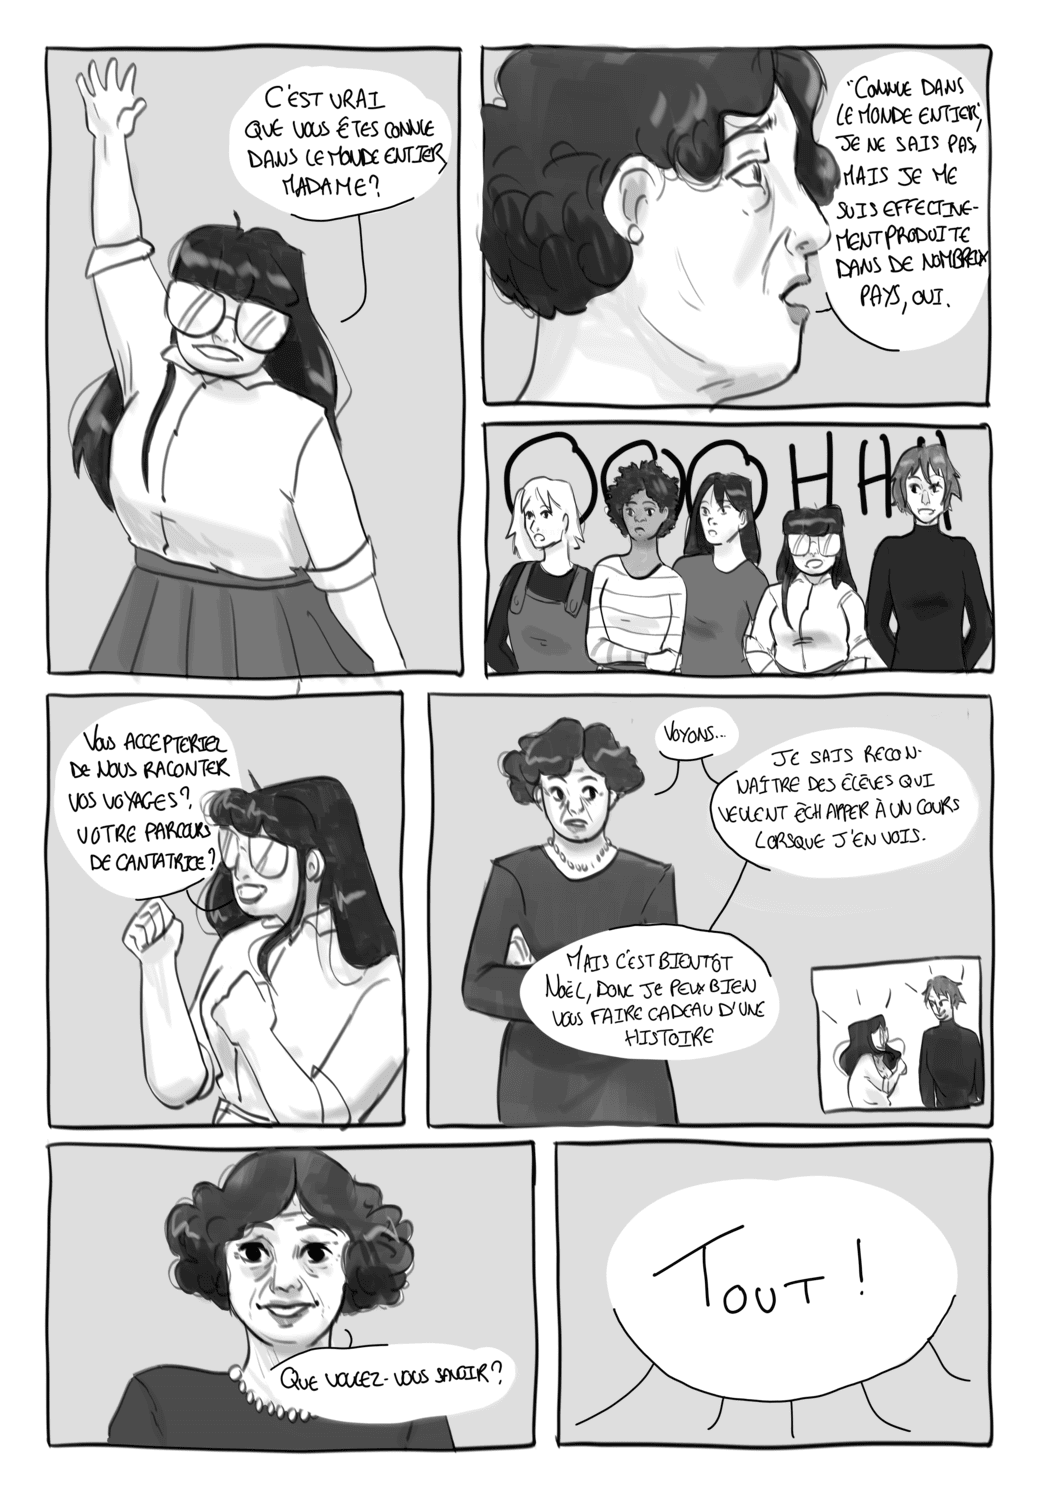 C'EST VRAI
QUE VOUS ÊTES CONNUE
DANS LE MONDE ENTIER,
MADAME?
"CONNUE DANS
LE MONDE ENTIER",
JE NE SAIS PAS,
MAIS JE ME
SUIS EFFECTIVE-
MENT PRODUITE
DANS DE NOMBREUX
PAYS, OUI.
OOOHHH
VOUS ACCEPTERIEZ
DE NOUS RACONTER
VOS VOYAGES?
VOTRE PARCOURS
DE CANTATRICE?
VOYONS...
JE SAIS RECON-
NAÎTRE DES ÉLÈVES QUI
VEULENT ÉCHAPPER À UN COURS
LORSQUE J'EN VOIS.
MAIS C'EST BIENTÔT
NOËL, DONC JE PEUX BIEN
VOUS FAIRE CADEAU D'UNE
HISTOIRE
QUE VOULEZ-VOUS SAVOIR?
TOUT!